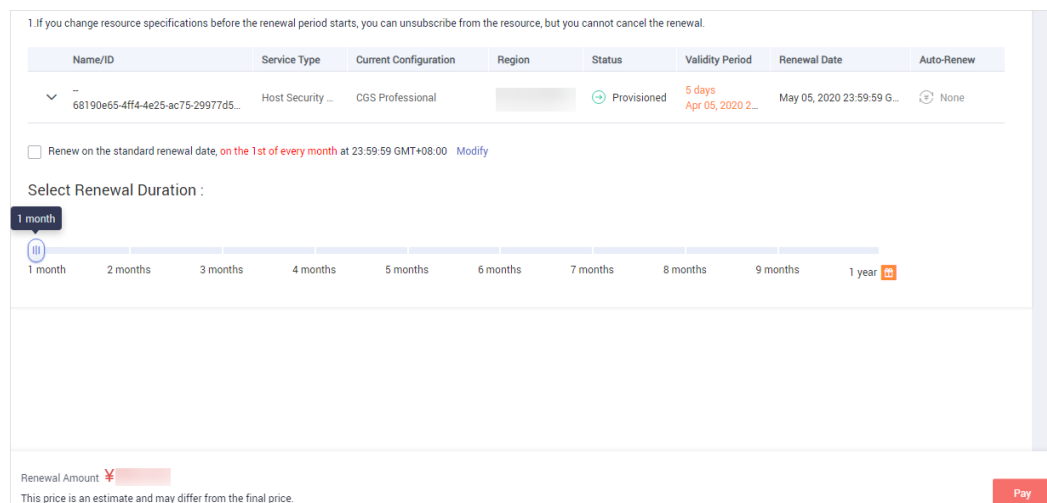 1.If you change resource specifications before the renewal period starts, you can unsubscribe from the resource, but you cannot cancel the renewal.
Name/ID Service Type Current Configuration Region Status Validity Period Renewal Date Auto-Renew
--
68190e65-4ff4-4e25-ac75-29977d5... Host Security ... CGS Professional Provisioned 5 days May 05, 2020 23:59:59 G... None
Apr 05, 2020 2...
Renew on the standard renewal date, on the 1st of every month at 23:59:59 GMT+08:00 Modify
Select Renewal Duration :
1 month
1 month 2 months 3 months 4 months 5 months 6 months 7 months 8 months 9 months 1 year
Renewal Amount ¥
This price is an estimate and may differ from the final price.
Pay